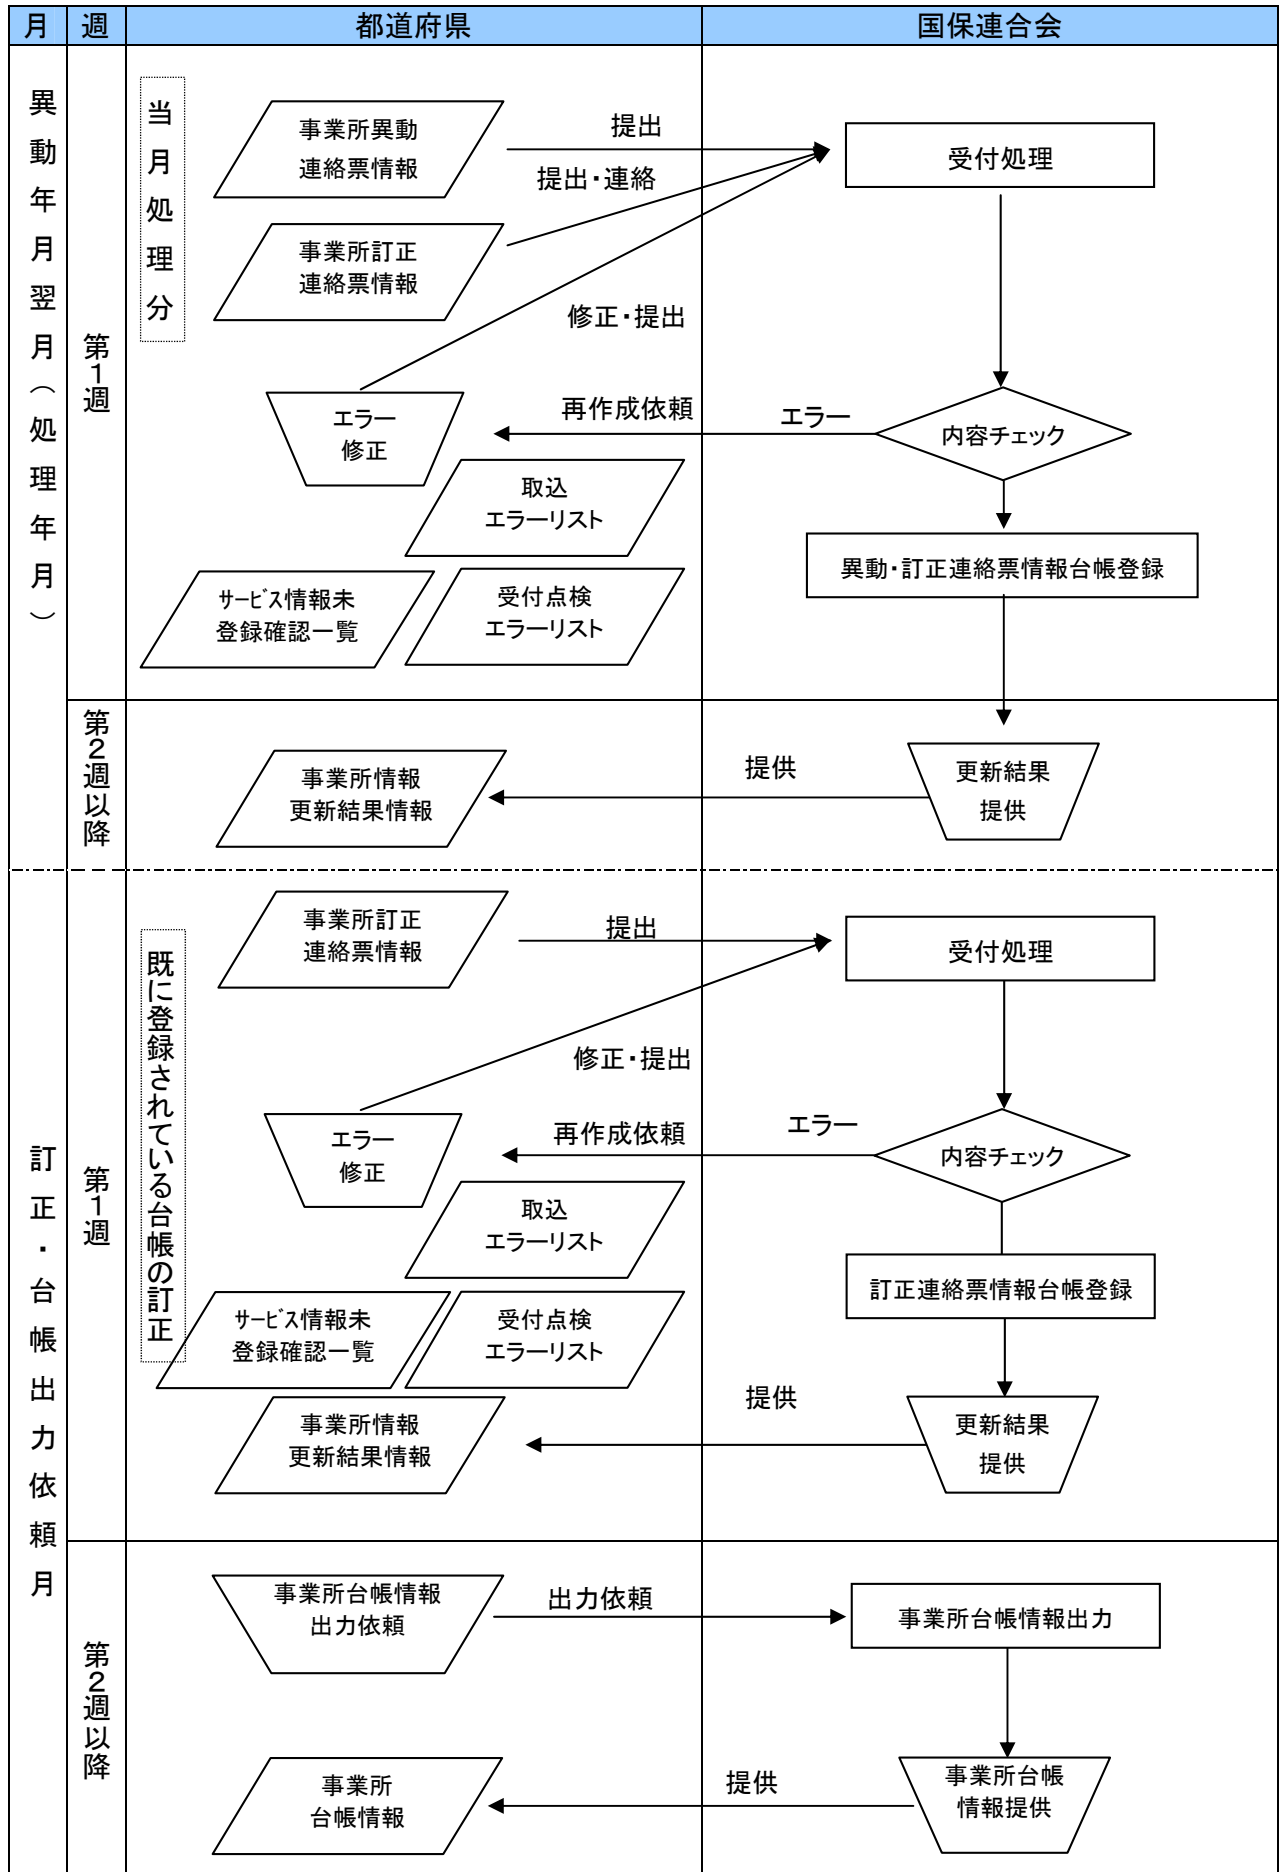 月
週
都道府県
国保連合会
異動年月翌月（処理年月）
第1週
当月処理分
事業所異動
連絡票情報
提出
受付処理
提出・連絡
事業所訂正
連絡票情報
修正・提出
エラー
修正
再作成依頼
エラー
内容チェック
取込
エラーリスト
異動・訂正連絡票情報台帳登録
サービス情報未
登録確認一覧
受付点検
エラーリスト
第2週以降
事業所情報
更新結果情報
提供
更新結果
提供
訂正・台帳出力依頼月
第1週
既に登録されている台帳の訂正
事業所訂正
連絡票情報
提出
受付処理
修正・提出
エラー
修正
再作成依頼
エラー
内容チェック
取込
エラーリスト
訂正連絡票情報台帳登録
サービス情報未
登録確認一覧
受付点検
エラーリスト
事業所情報
更新結果情報
提供
更新結果
提供
第2週以降
事業所台帳情報
出力依頼
出力依頼
事業所台帳情報出力
事業所
台帳情報
提供
事業所台帳
情報提供